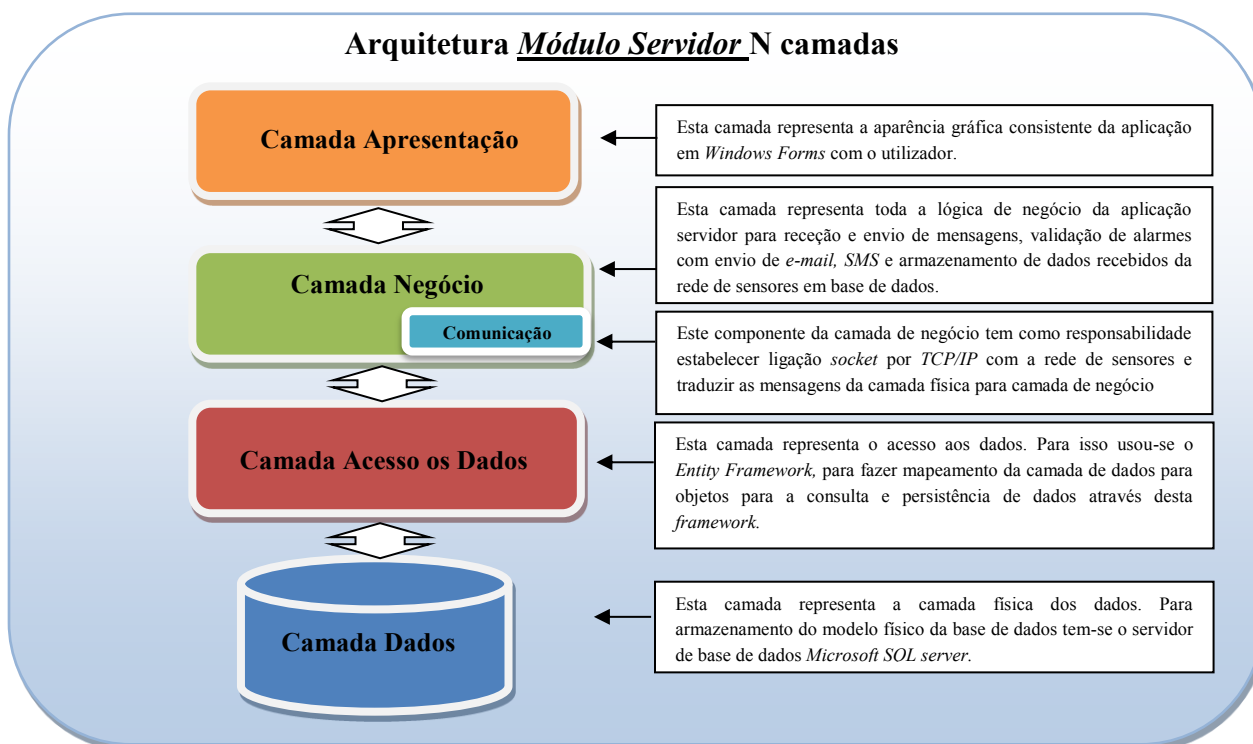 Arquitetura Módulo Servidor N camadas
Camada Apresentação
Esta camada representa a aparência gráfica consistente da aplicação
em Windows Forms com o utilizador.
Camada Negócio
Esta camada representa toda a lógica de negócio da aplicação
servidor para receção e envio de mensagens, validação de alarmes
com envio de e-mail, SMS e armazenamento de dados recebidos da
rede de sensores em base de dados.
Comunicação
Este componente da camada de negócio tem como responsabilidade
estabelecer ligação socket por TCP/IP com a rede de sensores e
traduzir as mensagens da camada física para camada de negócio
Camada Acesso os Dados
Esta camada representa o acesso aos dados. Para isso usou-se o
Entity Framework, para fazer mapeamento da camada de dados para
objetos para a consulta e persistência de dados através desta
framework.
Camada Dados
Esta camada representa a camada física dos dados. Para
armazenamento do modelo físico da base de dados tem-se o servidor
de base de dados Microsoft SOL server.